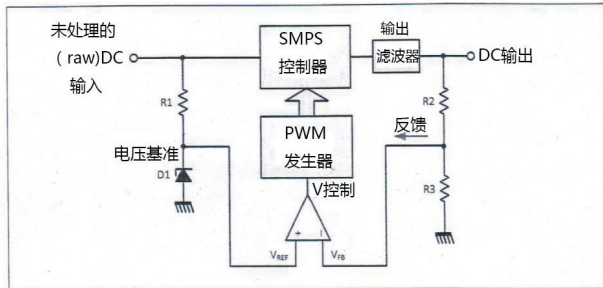 未处理的
（raw)DC
输入
SMPS
控制器
输出
滤波器
DC输出
R1
R2
反馈
PWM
发生器
电压基准
D1
V控制
R3
+
−
VREF
VFB